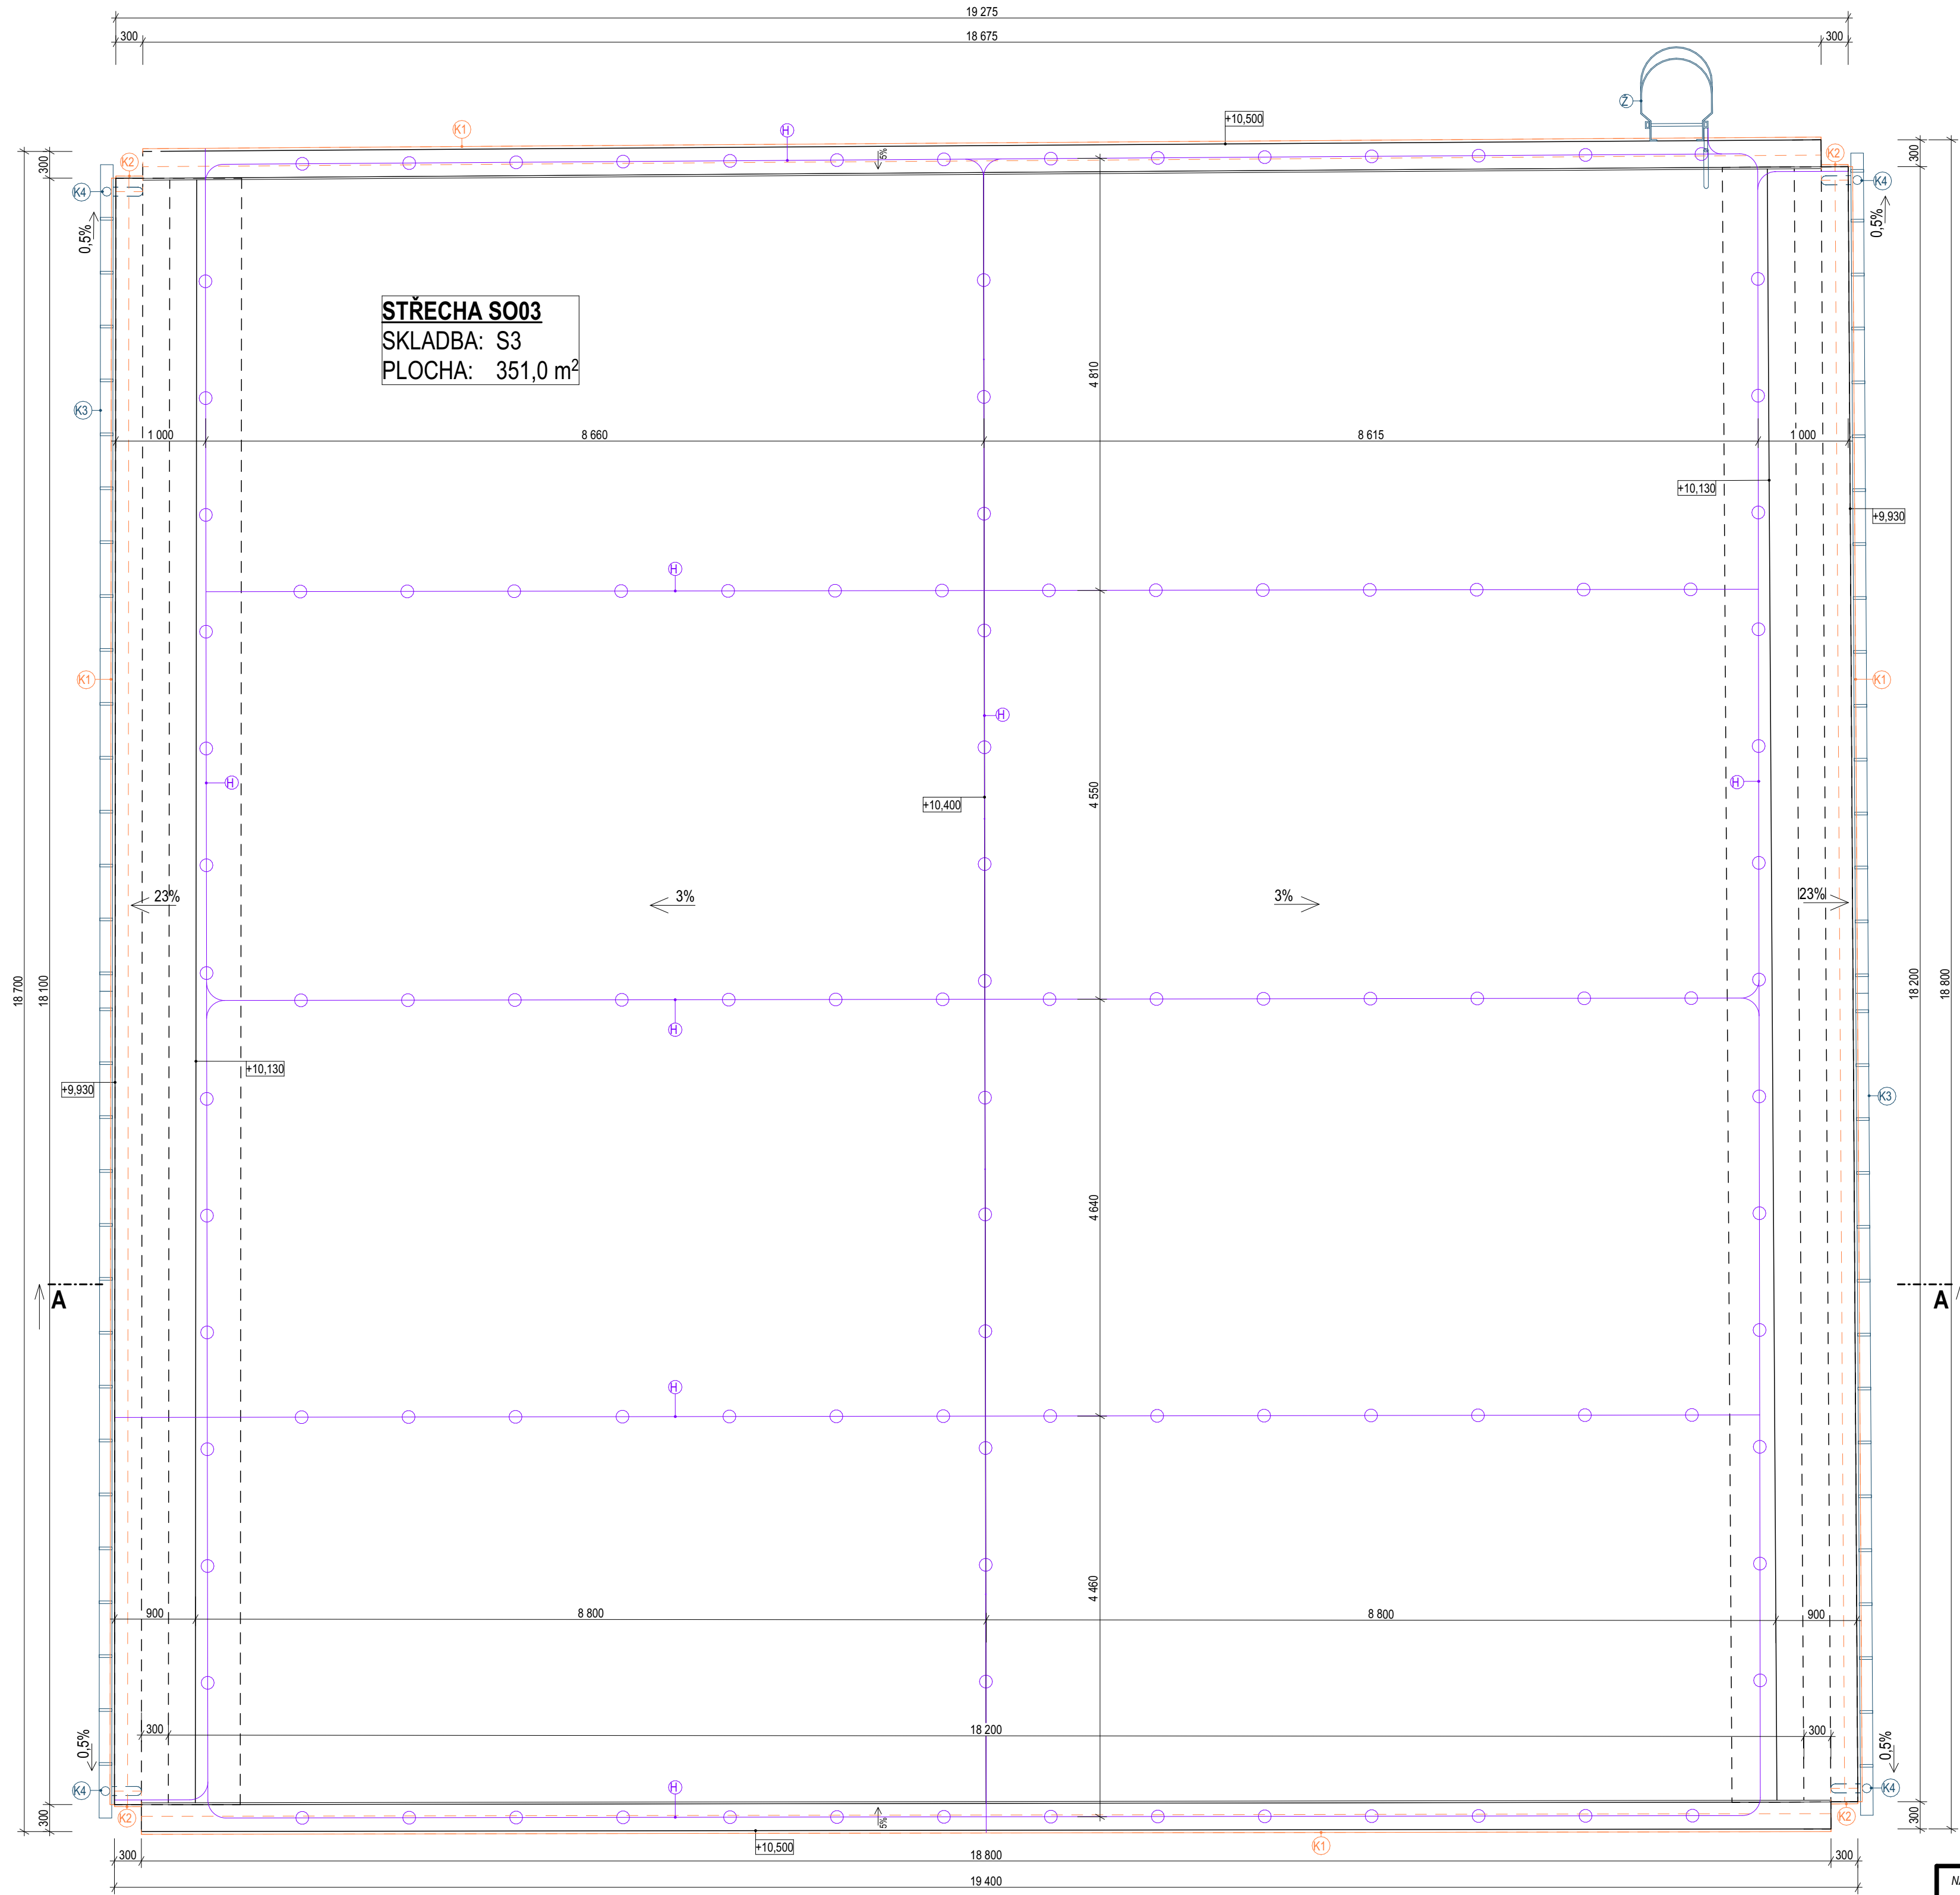 19 275
300
18 675
300
Ž
+10,500
K1
H
5%
K2
K2
300
300
K4
K4
0,5%
0,5%
STŘECHA SO03
SKLADBA: S3
PLOCHA: 351,0 m²
4 810
K3
1 000
8 660
8 615
1 000
+10,130
+9,930
H
K1
K1
H
H
H
4 550
+10,400
23%
3%
3%
23%
18 700
18 100
18 200
18 800
H
+10,130
+9,930
K3
4 640
A
A
H
4 460
900
8 800
8 800
900
300
18 200
300
0,5%
0,5%
K4
H
K4
K2
5%
K2
300
300
+10,500
K1
300
18 800
300
19 400